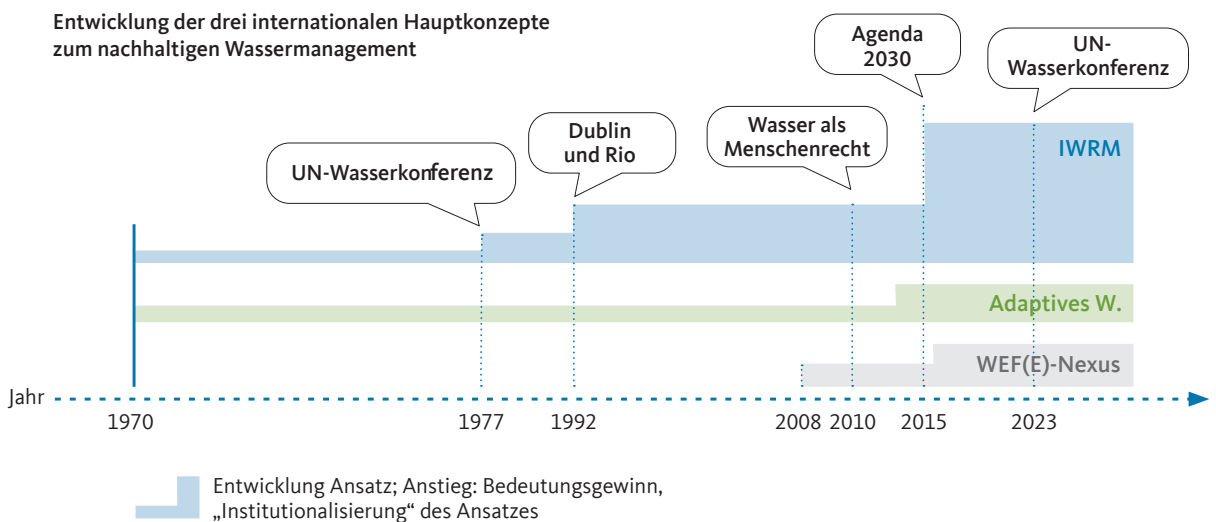 Entwicklung der drei internationalen Hauptkonzepte
zum nachhaltigen Wassermanagement
UN-Wasserkonferenz
Dublin
und Rio
Wasser als
Menschenrecht
Agenda
2030
UN-
Wasserkonferenz
IWRM
Adaptives W.
WEF(E)-Nexus
Jahr
1970
1977
1992
2008
2010
2015
2023
Entwicklung Ansatz; Anstieg: Bedeutungsgewinn,
„Institutionalisierung“ des Ansatzes